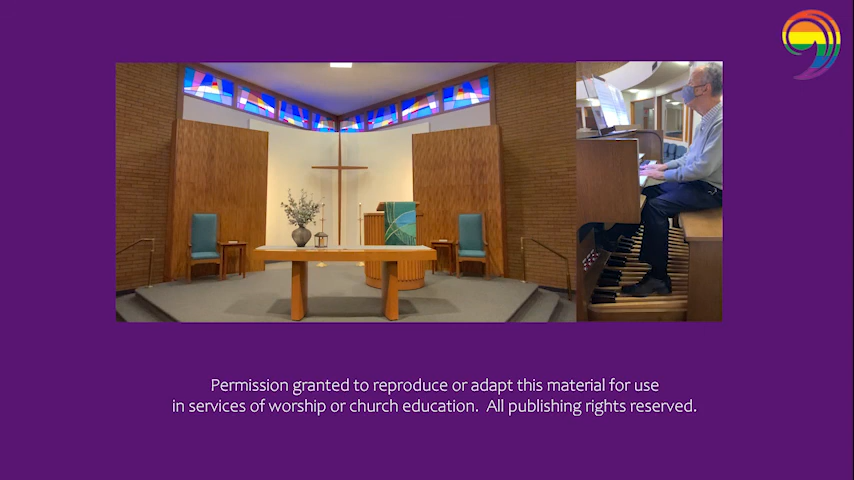 Permission granted to reproduce or adapt this material for use
in services of worship or church education. All publishing rights reserved.